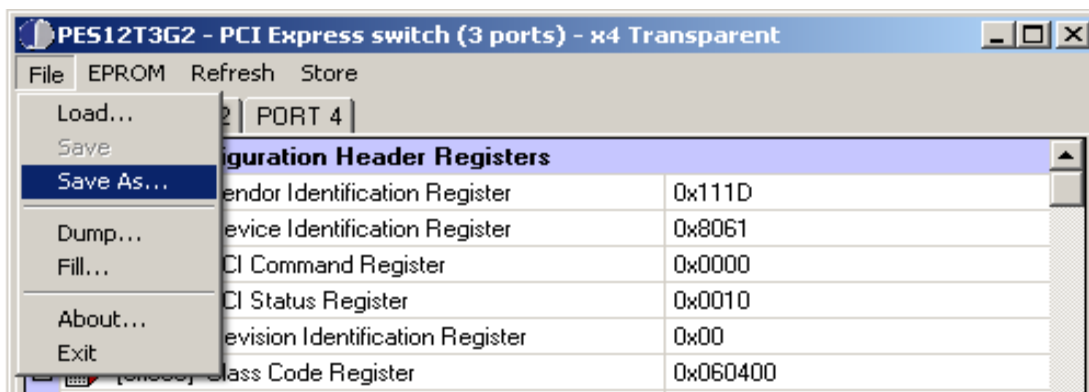 PES12T3G2 - PCI Express switch (3 ports) - x4 Transparent
File EPROM Refresh Store
Load...
Save
Save As...
Dump...
Fill...
About...
Exit
2 PORT 4
iguration Header Registers
endor Identification Register 0x111D
evice Identification Register 0x8061
CI Command Register 0x0000
CI Status Register 0x0010
evision Identification Register 0x00
Class Code Register 0x060400